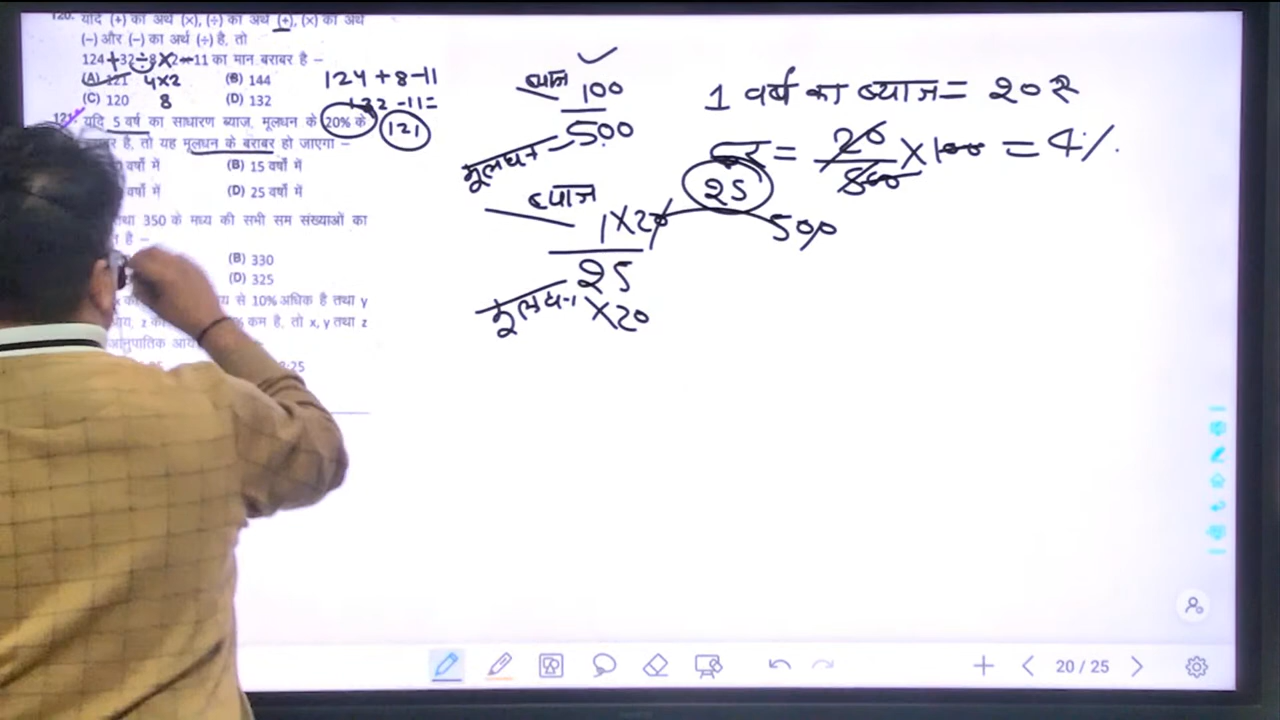 120. यदि (+) का अर्थ (×), (÷) का अर्थ (+), (×) का अर्थ
(−) और (−) का अर्थ (÷) है, तो
124+32÷8×2−11 का मान बराबर है −
(A) 121 4×2 (B) 144
(C) 120 8 (D) 132
124+8−11
132−11=
121
121. यदि 5 वर्ष का साधारण ब्याज, मूलधन के 20% के
है, तो यह मूलधन के बराबर हो जाएगा −
वर्षों में (B) 15 वर्षों में
वर्षों में (D) 25 वर्षों में
तथा 350 के मध्य की सभी सम संख्याओं का
है −
(B) 330
(D) 325
से 10% अधिक है तथा y
कम है, तो x, y तथा z
ब्याज 100
मूलधन = 500
ब्याज 1×20
25
मूलधन ×20
25
500
1 वर्ष का ब्याज = 20 ₹
दर = 20/500 ×100 = 4%
20 / 25